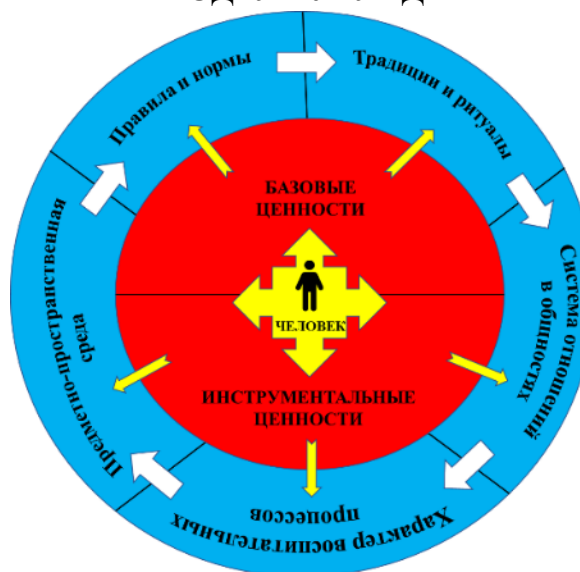 Правила и нормы
Традиции и ритуалы
Система отношений
в общностях
Характер воспитательных
процессов
Предметно-пространственная
среда
БАЗОВЫЕ
ЦЕННОСТИ
ЧЕЛОВЕК
ИНСТРУМЕНТАЛЬНЫЕ
ЦЕННОСТИ